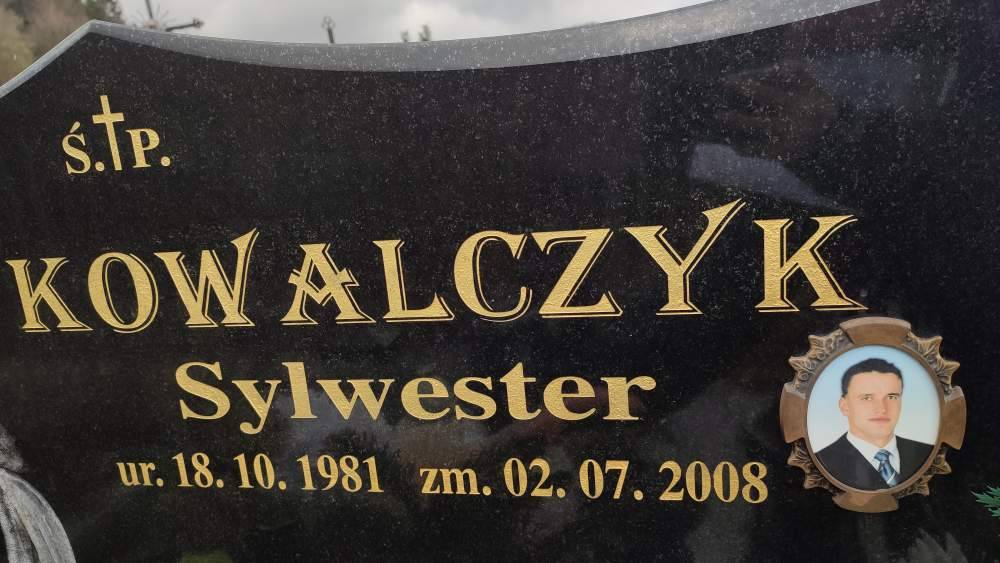 Ś.†P.
KOWALCZYK
Sylwester
ur. 18. 10. 1981 zm. 02. 07. 2008